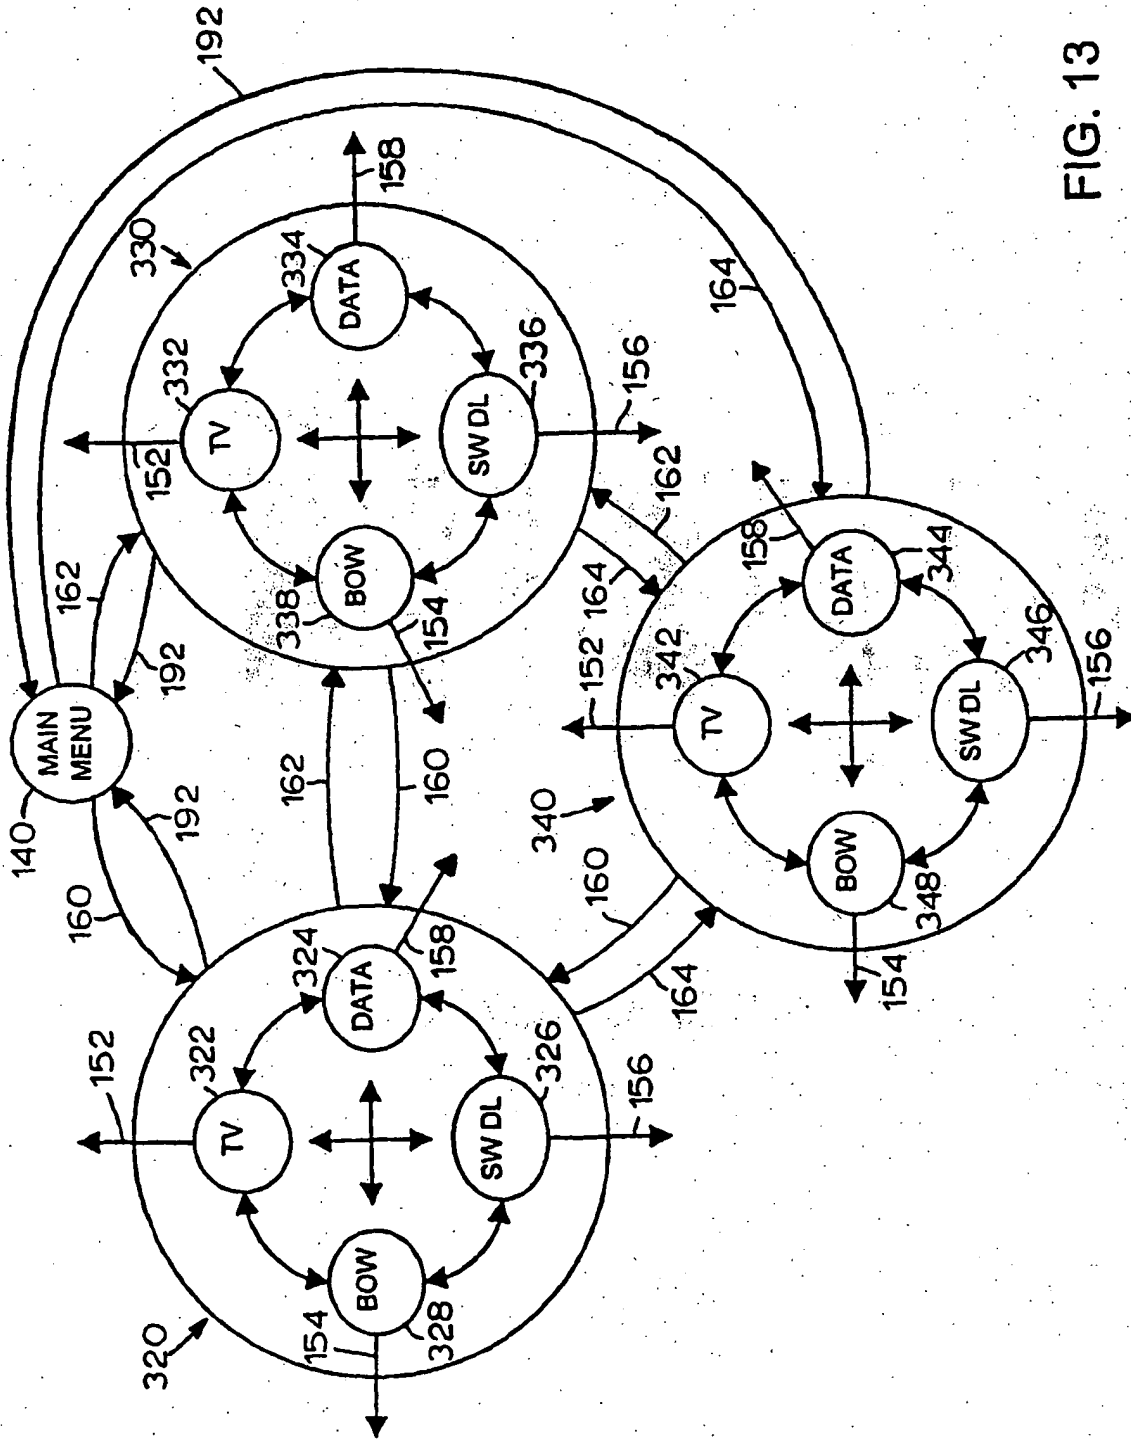 192
140
MAIN
MENU
160
192
162
192
152
152
320
322
TV
332
TV
330
154
BOW
328
324
DATA
158
162
160
338
BOW
154
334
DATA
158
326
SW DL
156
336
SW DL
156
160
164
164
162
152
164
340
342
TV
158
BOW
348
154
DATA
344
346
SW DL
156
FIG. 13